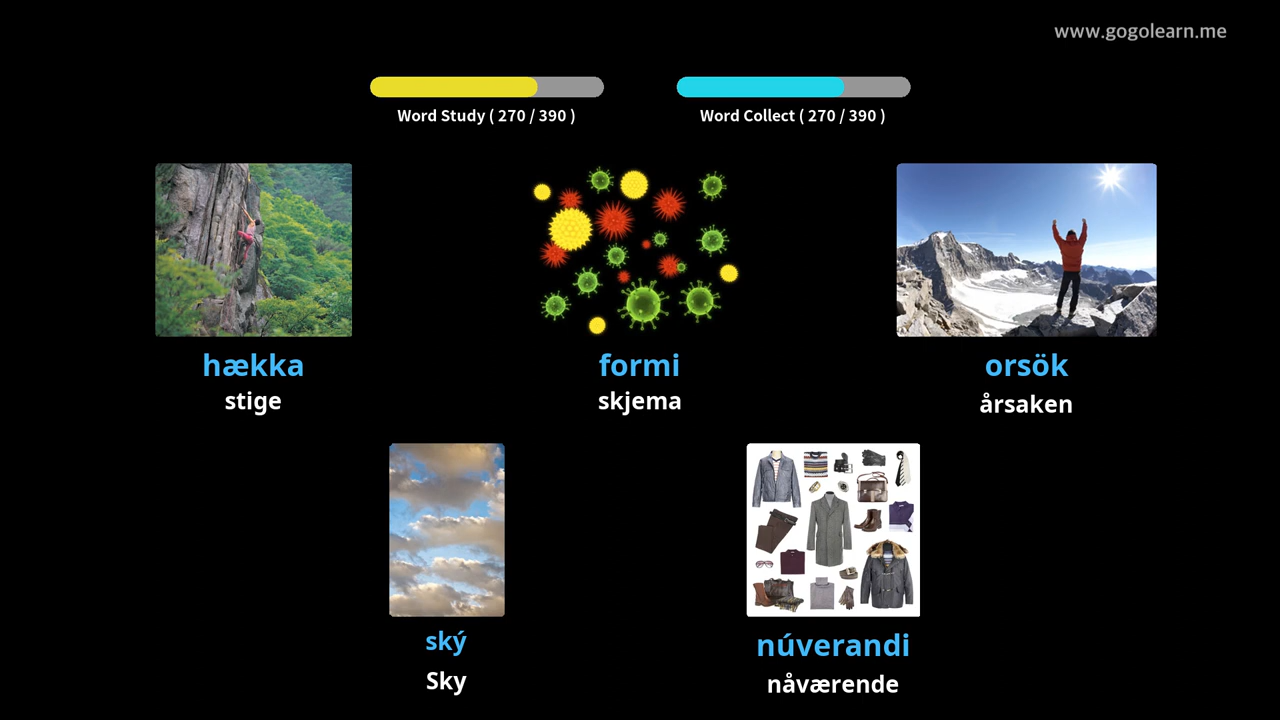 www.gogolearn.me
Word Study ( 270 / 390 )
Word Collect ( 270 / 390 )
hækka
stige
formi
skjema
orsök
årsaken
ský
Sky
núverandi
nåværende